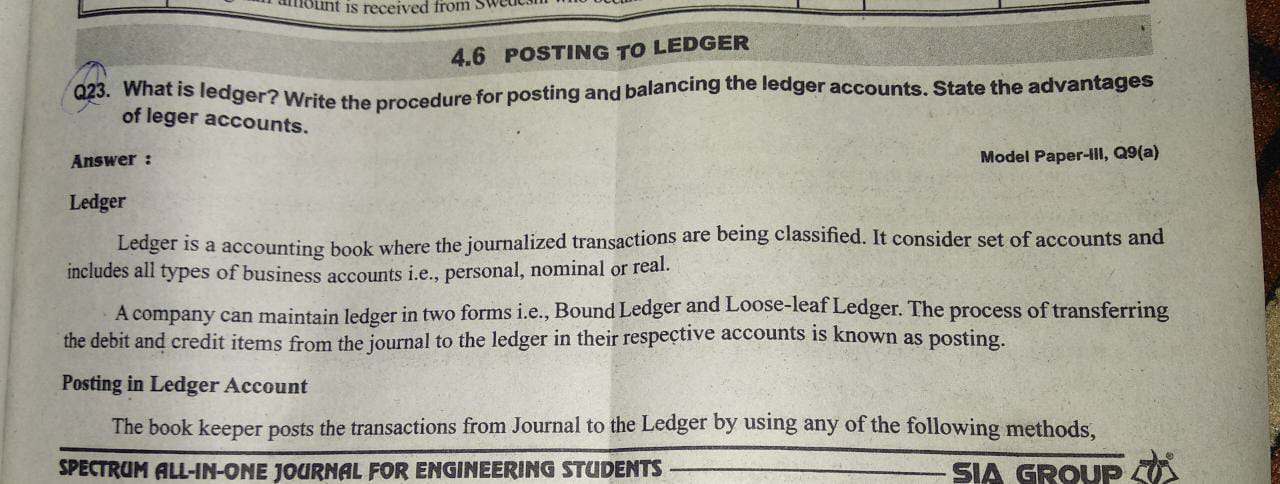 amount is received from
4.6 POSTING TO LEDGER
Q23. What is ledger? Write the procedure for posting and balancing the ledger accounts. State the advantages
of leger accounts.
Answer :
Model Paper-III, Q9(a)
Ledger
Ledger is a accounting book where the journalized transactions are being classified. It consider set of accounts and
includes all types of business accounts i.e., personal, nominal or real.
A company can maintain ledger in two forms i.e., Bound Ledger and Loose-leaf Ledger. The process of transferring
the debit and credit items from the journal to the ledger in their respective accounts is known as posting.
Posting in Ledger Account
The book keeper posts the transactions from Journal to the Ledger by using any of the following methods,
SPECTRUM ALL-IN-ONE JOURNAL FOR ENGINEERING STUDENTS
SIA GROUP